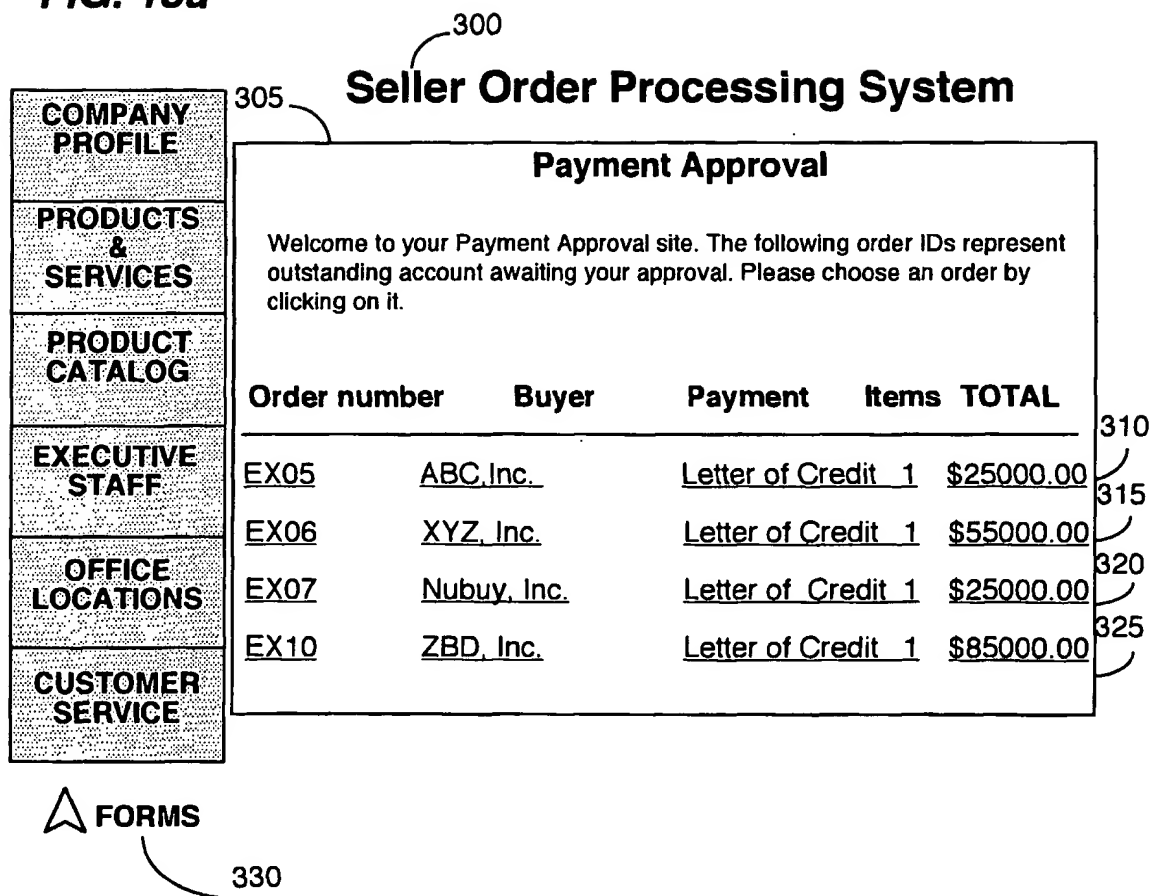 300
Seller Order Processing System
305
COMPANY
PROFILE
PRODUCTS
&
SERVICES
PRODUCT
CATALOG
EXECUTIVE
STAFF
OFFICE
LOCATIONS
CUSTOMER
SERVICE
Payment Approval
Welcome to your Payment Approval site. The following order IDs represent
outstanding account awaiting your approval. Please choose an order by
clicking on it.
Order number Buyer Payment Items TOTAL
EX05 ABC,Inc. Letter of Credit 1 $25000.00
310
EX06 XYZ, Inc. Letter of Credit 1 $55000.00
315
EX07 Nubuy, Inc. Letter of Credit 1 $25000.00
320
EX10 ZBD, Inc. Letter of Credit 1 $85000.00
325
FORMS
330